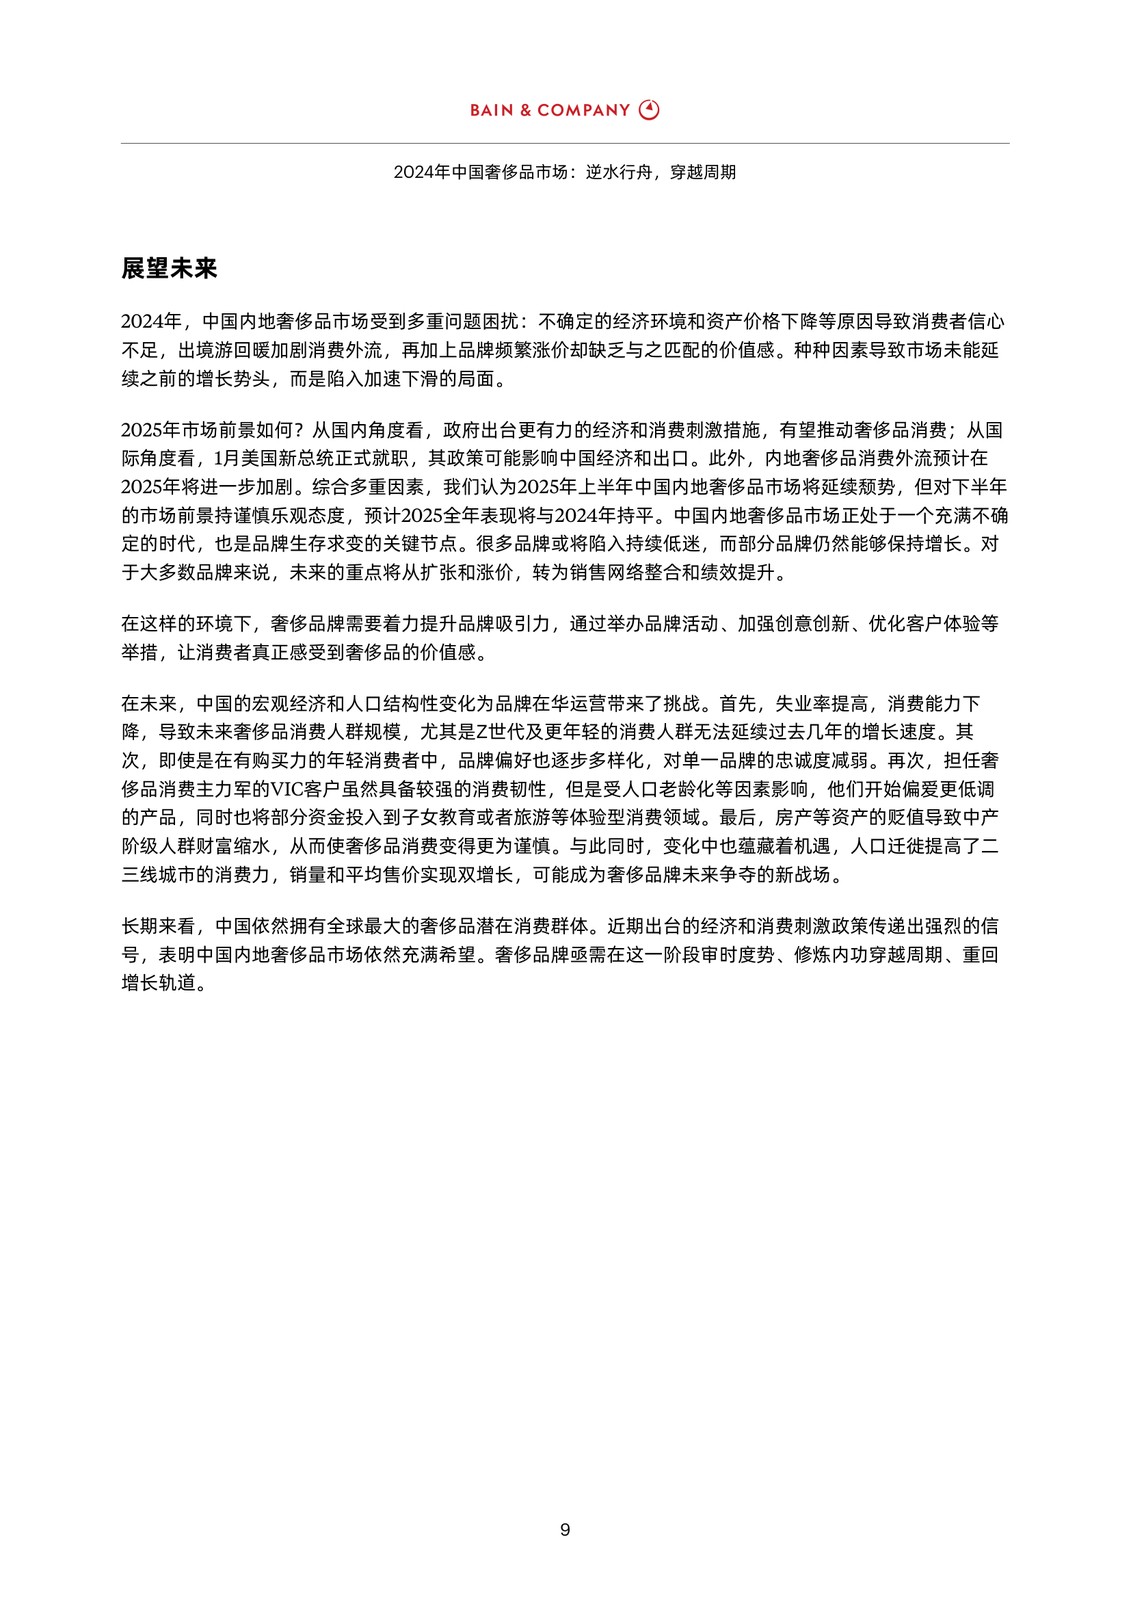 BAIN & COMPANY
2024年中国奢侈品市场：逆水行舟，穿越周期
展望未来
2024年，中国内地奢侈品市场受到多重问题困扰：不确定的经济环境和资产价格下降等原因导致消费者信心
不足，出境游回暖加剧消费外流，再加上品牌频繁涨价却缺乏与之匹配的价值感。种种因素导致市场未能延
续之前的增长势头，而是陷入加速下滑的局面。
2025年市场前景如何？从国内角度看，政府出台更有力的经济和消费刺激措施，有望推动奢侈品消费；从国
际角度看，1月美国新总统正式就职，其政策可能影响中国经济和出口。此外，内地奢侈品消费外流预计在
2025年将进一步加剧。综合多重因素，我们认为2025年上半年中国内地奢侈品市场将延续颓势，但对下半年
的市场前景持谨慎乐观态度，预计2025全年表现将与2024年持平。中国内地奢侈品市场正处于一个充满不确
定的时代，也是品牌生存求变的关键节点。很多品牌或将陷入持续低迷，而部分品牌仍然能够保持增长。对
于大多数品牌来说，未来的重点将从扩张和涨价，转为销售网络整合和绩效提升。
在这样的环境下，奢侈品牌需要着力提升品牌吸引力，通过举办品牌活动、加强创意创新、优化客户体验等
举措，让消费者真正感受到奢侈品的价值感。
在未来，中国的宏观经济和人口结构性变化为品牌在华运营带来了挑战。首先，失业率提高，消费能力下
降，导致未来奢侈品消费人群规模，尤其是Z世代及更年轻的消费人群无法延续过去几年的增长速度。其
次，即使是在有购买力的年轻消费者中，品牌偏好也逐步多样化，对单一品牌的忠诚度减弱。再次，担任奢
侈品消费主力军的VIC客户虽然具备较强的消费韧性，但是受人口老龄化等因素影响，他们开始偏爱更低调
的产品，同时也将部分资金投入到子女教育或者旅游等体验型消费领域。最后，房产等资产的贬值导致中产
阶级人群财富缩水，从而使奢侈品消费变得更为谨慎。与此同时，变化中也蕴藏着机遇，人口迁徙提高了二
三线城市的消费力，销量和平均售价实现双增长，可能成为奢侈品牌未来争夺的新战场。
长期来看，中国依然拥有全球最大的奢侈品潜在消费群体。近期出台的经济和消费刺激政策传递出强烈的信
号，表明中国内地奢侈品市场依然充满希望。奢侈品牌亟需在这一阶段审时度势、修炼内功穿越周期、重回
增长轨道。
9